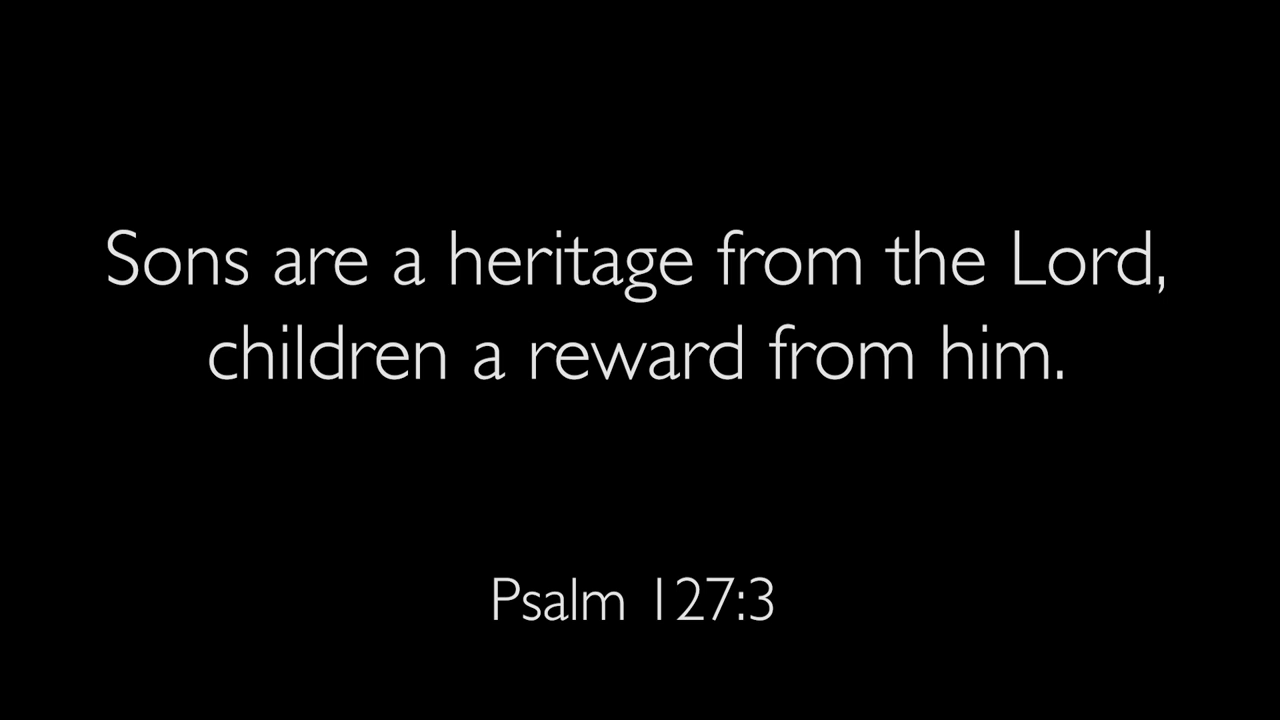 Sons are a heritage from the Lord,
children a reward from him.
Psalm 127:3